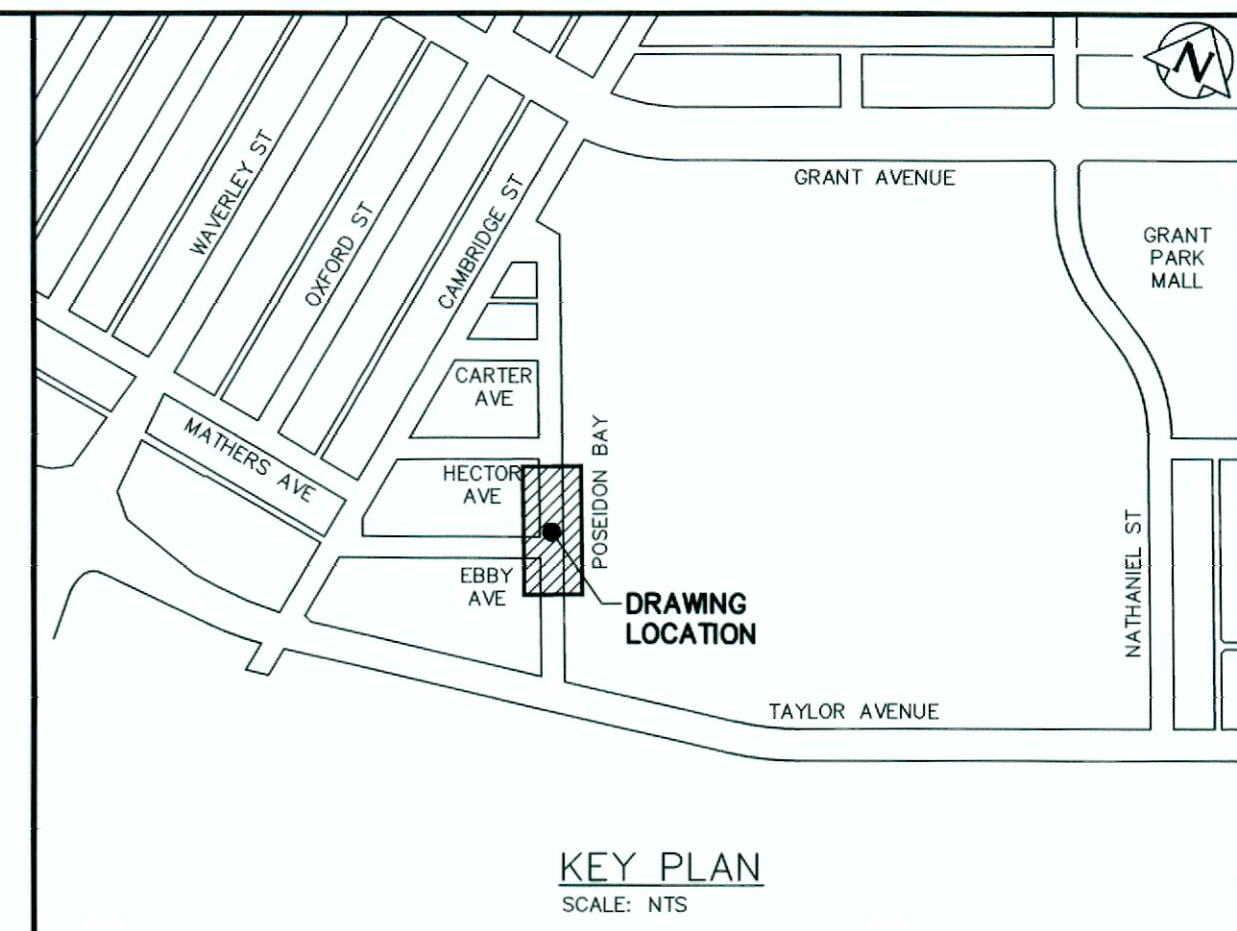 N
GRANT AVENUE
WAVERLEY ST
OXFORD ST
CAMBRIDGE ST
GRANT
PARK
MALL
CARTER
AVE
MATHERS AVE
HECTOR
AVE
POSEIDON BAY
EBBY
AVE
DRAWING
LOCATION
NATHANIEL ST
TAYLOR AVENUE
KEY PLAN
SCALE: NTS